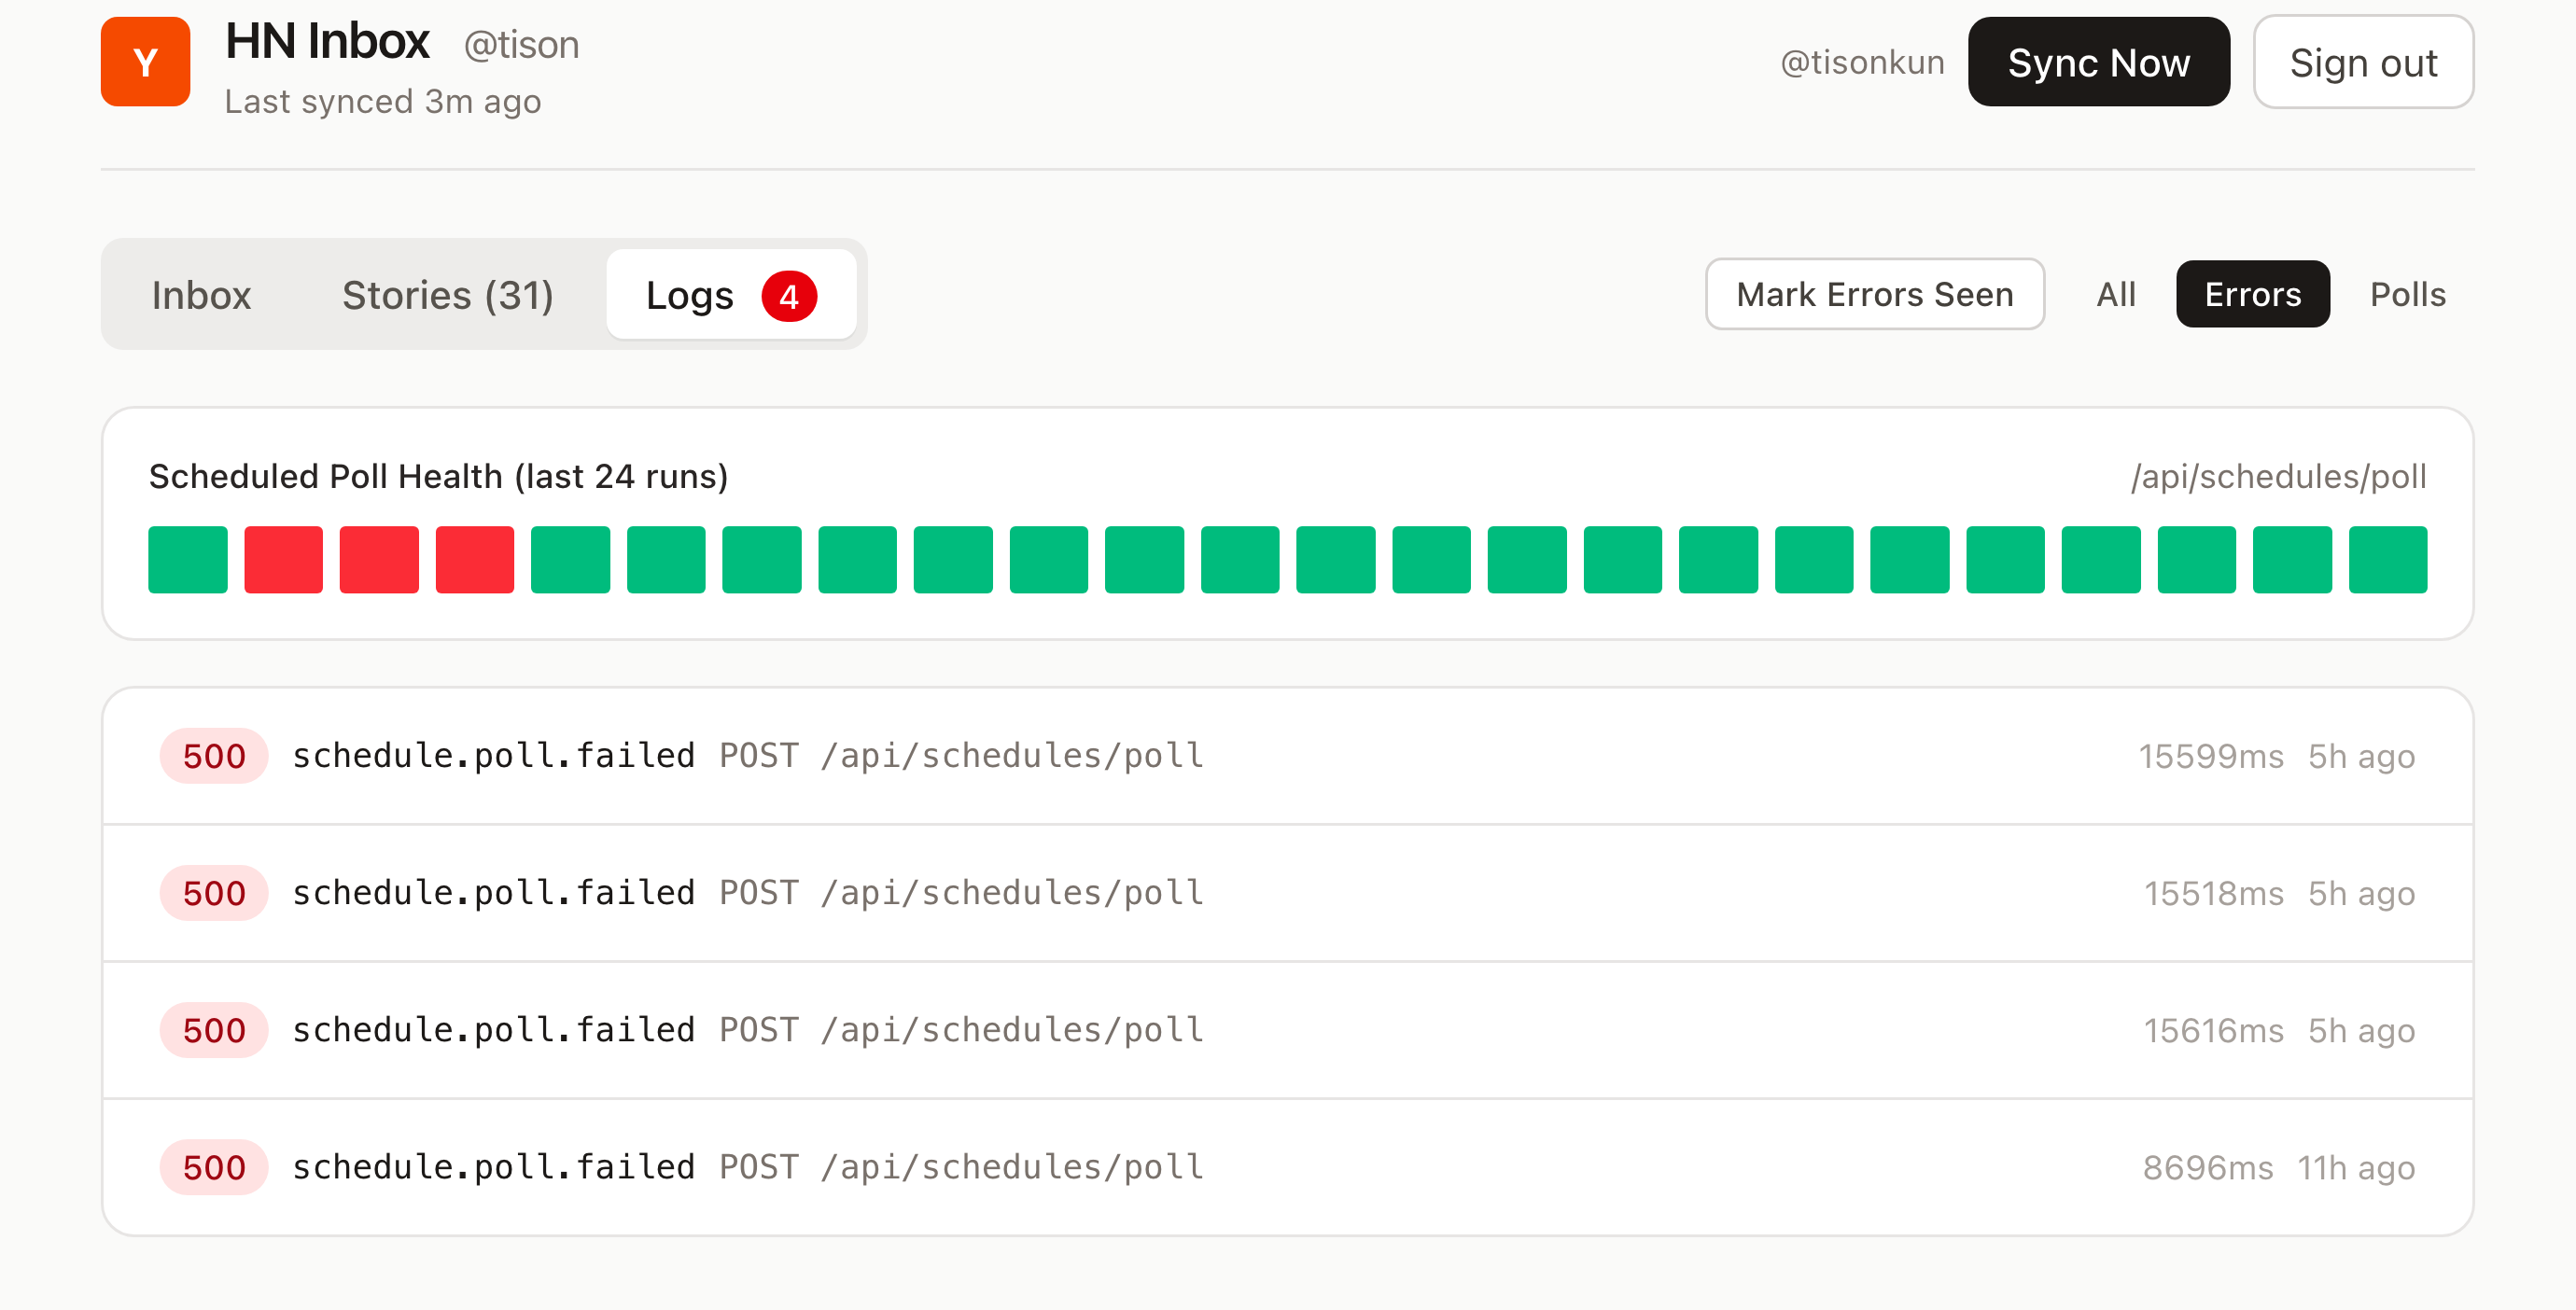 Y
HN Inbox @tison
Last synced 3m ago
@tisonkun
Sync Now
Sign out
Inbox
Stories (31)
Logs 4
Mark Errors Seen
All
Errors
Polls
Scheduled Poll Health (last 24 runs)
/api/schedules/poll
500 schedule.poll.failed POST /api/schedules/poll 15599ms 5h ago
500 schedule.poll.failed POST /api/schedules/poll 15518ms 5h ago
500 schedule.poll.failed POST /api/schedules/poll 15616ms 5h ago
500 schedule.poll.failed POST /api/schedules/poll 8696ms 11h ago